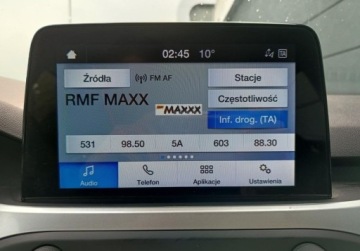 02:45 10° TA
Źródła FM AF Stacje
RMF MAXX MAXXX Częstotliwość
Inf. drog. (TA)
531 98.50 5A 603 88.30
Audio Telefon Aplikacje Ustawienia